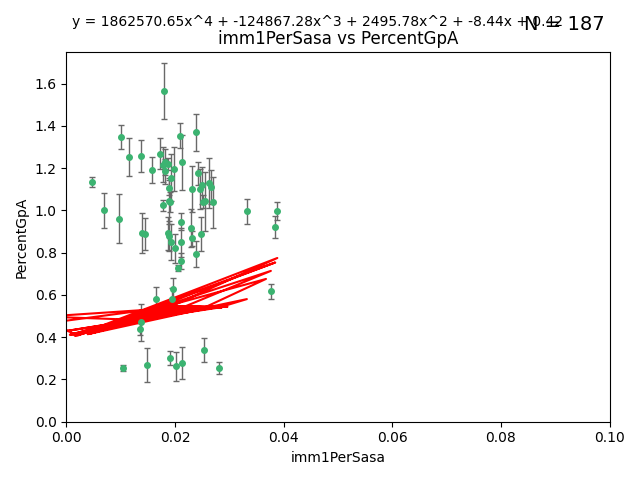 y = 1862570.65x^4 + -124867.28x^3 + 2495.78x^2 + -8.44x + 0.42
N = 187
imm1PerSasa vs PercentGpA
1.6
1.4
1.2
1.0
0.8
0.6
0.4
0.2
0.0
PercentGpA
0.00 0.02 0.04 0.06 0.08 0.10
imm1PerSasa